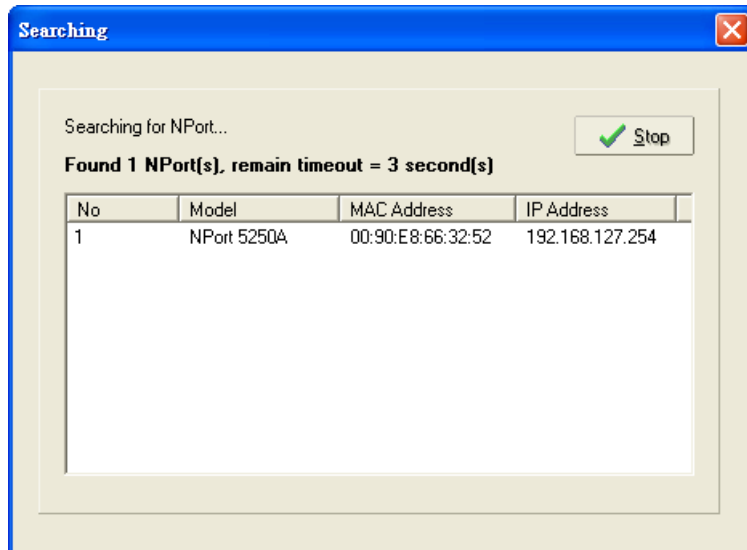 Searching
Searching for NPort...
Stop
Found 1 NPort(s), remain timeout = 3 second(s)
No Model MAC Address IP Address
1 NPort 5250A 00:90:E8:66:32:52 192.168.127.254